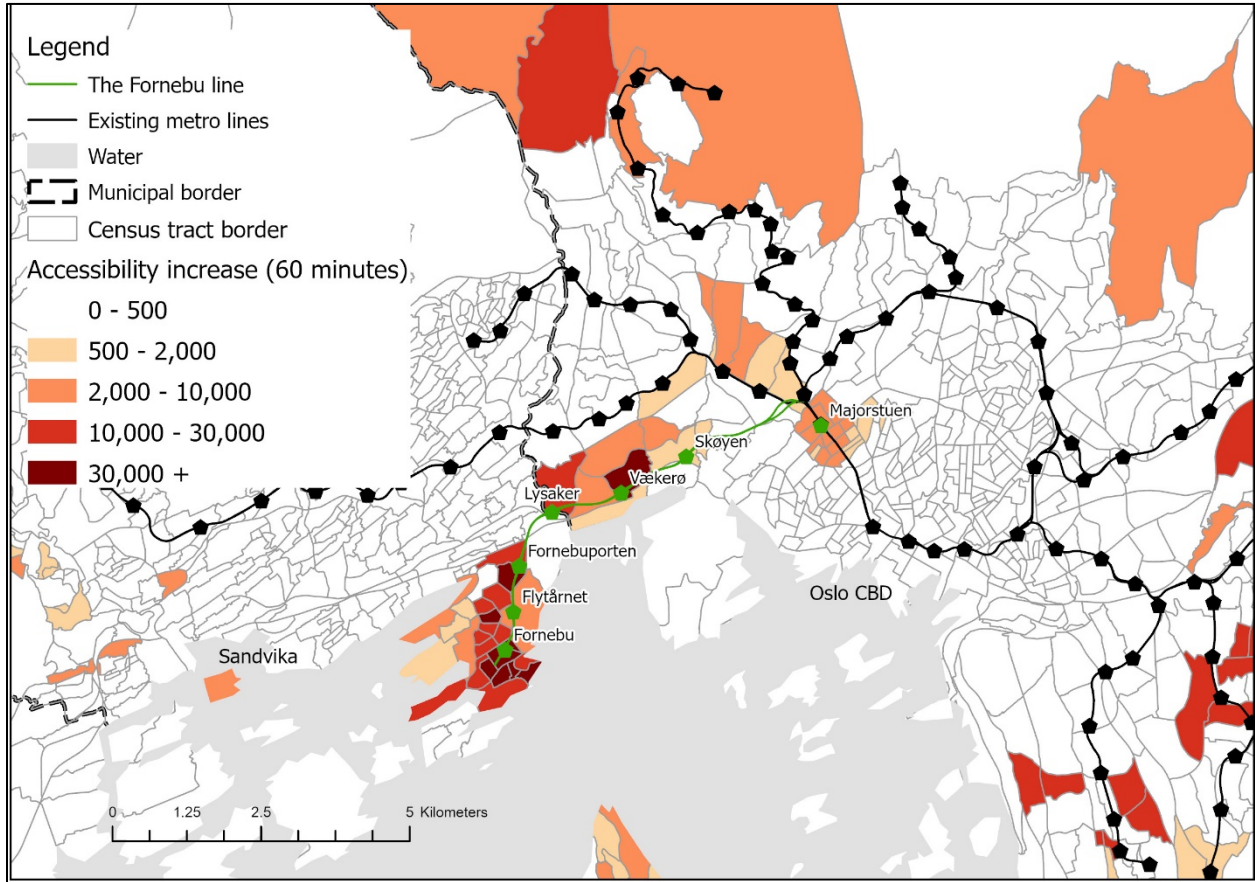 Legend
The Fornebu line
Existing metro lines
Water
Municipal border
Census tract border
Accessibility increase (60 minutes)
0 - 500
500 - 2,000
2,000 - 10,000
10,000 - 30,000
30,000 +
Majorstuen
Skøyen
Vækerø
Lysaker
Fornebuporten
Flytårnet
Fornebu
Oslo CBD
Sandvika
0 1.25 2.5 5 Kilometers